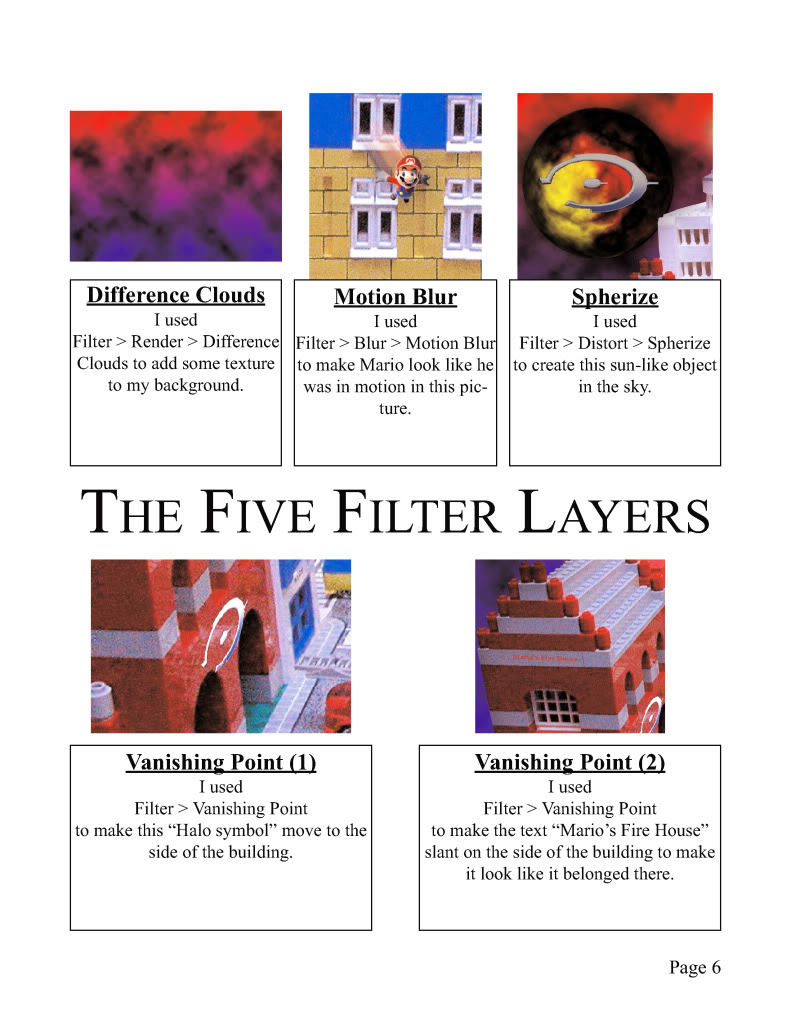 Difference Clouds
I used
Filter > Render > Difference
Clouds to add some texture
to my background.
Motion Blur
I used
Filter > Blur > Motion Blur
to make Mario look like he
was in motion in this pic-
ture.
Spherize
I used
Filter > Distort > Spherize
to create this sun-like object
in the sky.
The Five Filter Layers
Mario's Fire House
Vanishing Point (1)
I used
Filter > Vanishing Point
to make this “Halo symbol” move to the
side of the building.
Vanishing Point (2)
I used
Filter > Vanishing Point
to make the text “Mario’s Fire House”
slant on the side of the building to make
it look like it belonged there.
Page 6